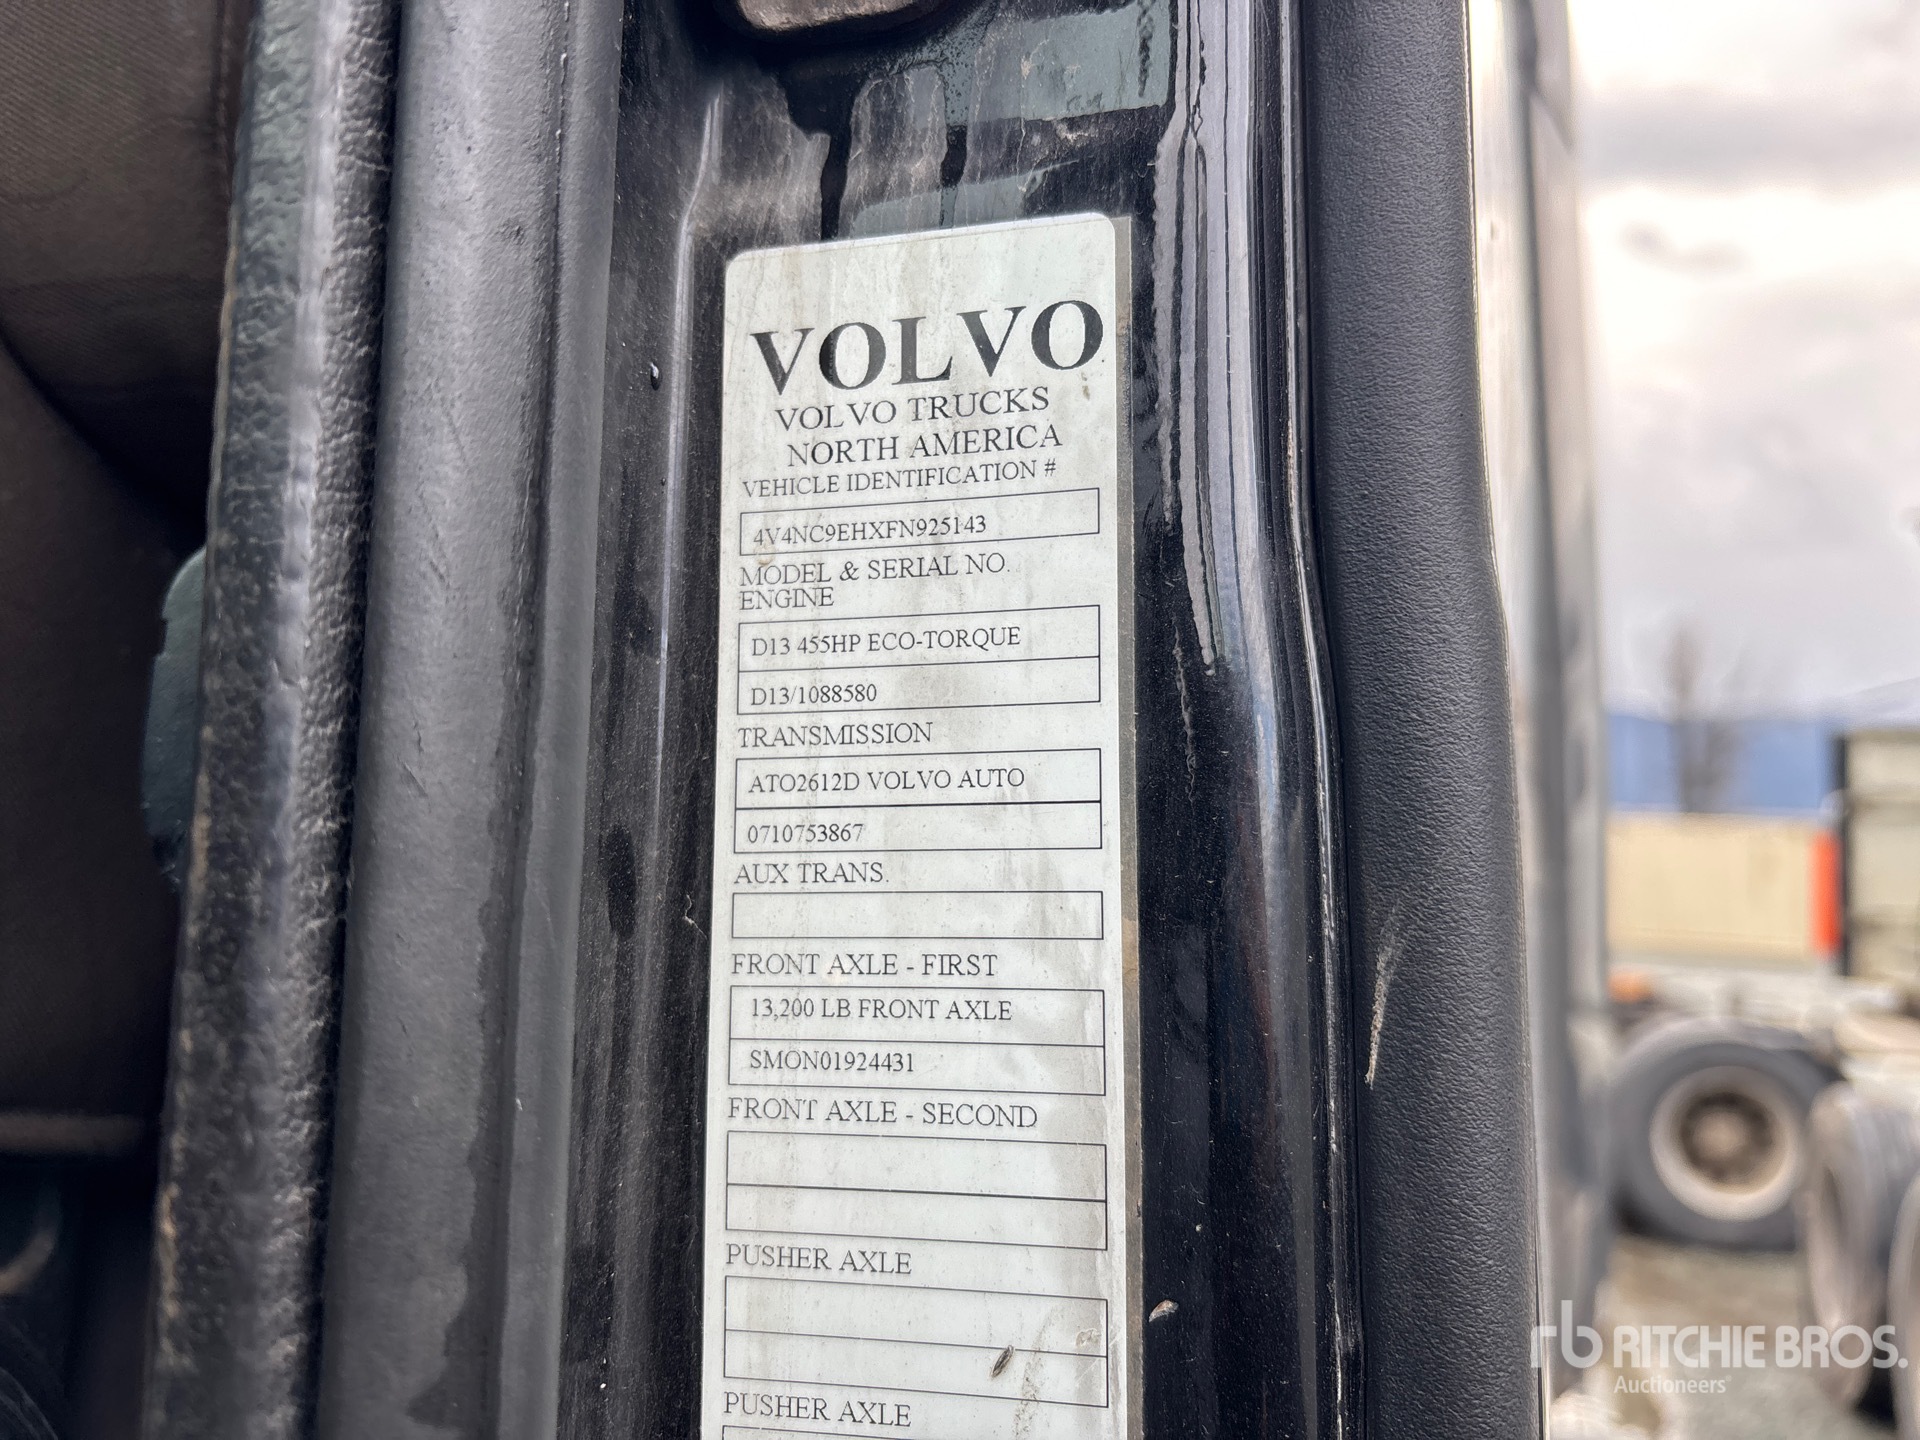 VOLVO
VOLVO TRUCKS
NORTH AMERICA
VEHICLE IDENTIFICATION #
4V4NC9EHXFN925143
MODEL & SERIAL NO.
ENGINE
D13 455HP ECO-TORQUE
D13/1088580
TRANSMISSION
ATO2612D VOLVO AUTO
0710753867
AUX TRANS.
FRONT AXLE - FIRST
13,200 LB FRONT AXLE
SMON01924431
FRONT AXLE - SECOND
PUSHER AXLE
PUSHER AXLE
rb RITCHIE BROS.
Auctioneers